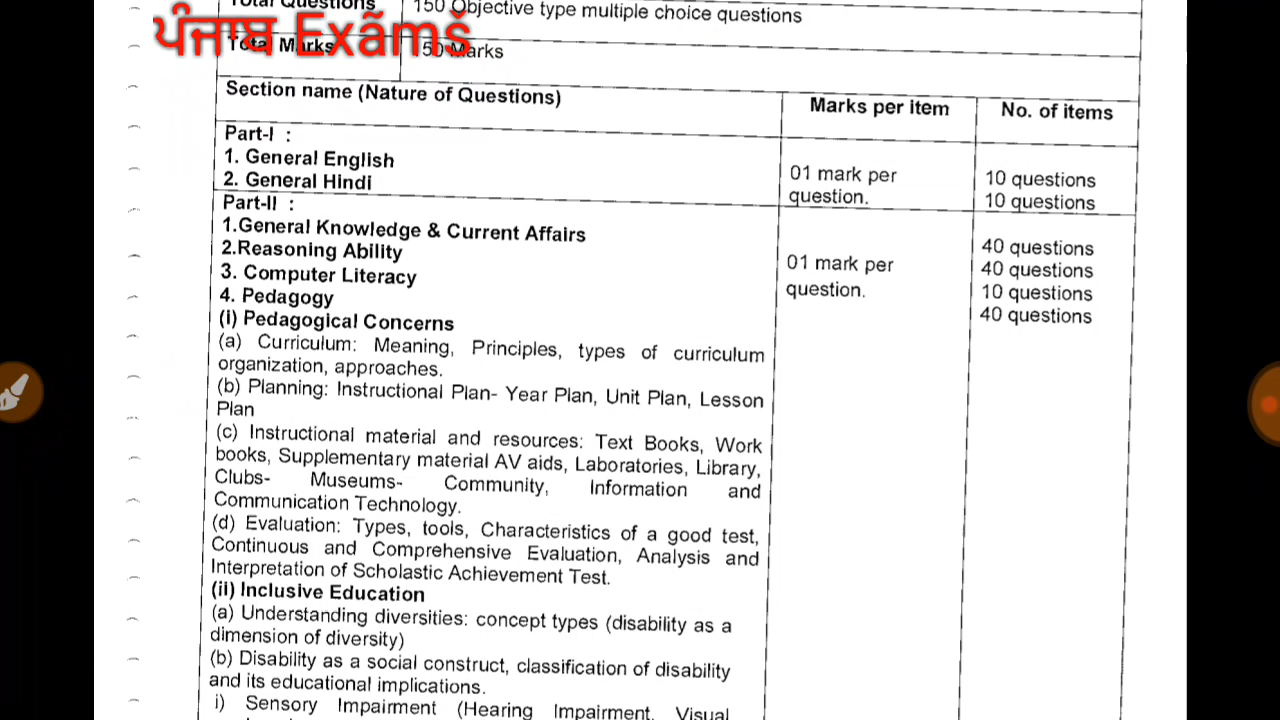 Total Questions 150 Objective type multiple choice questions
ਪੰਜਾਬ Exãmš
Total Marks 150 Marks
Section name (Nature of Questions) Marks per item No. of items
Part-I :
1. General English 01 mark per 10 questions
2. General Hindi question. 10 questions
Part-II :
1.General Knowledge & Current Affairs 40 questions
2.Reasoning Ability 01 mark per 40 questions
3. Computer Literacy question. 10 questions
4. Pedagogy 40 questions
(i) Pedagogical Concerns
(a) Curriculum: Meaning, Principles, types of curriculum
organization, approaches.
(b) Planning: Instructional Plan- Year Plan, Unit Plan, Lesson
Plan
(c) Instructional material and resources: Text Books, Work
books, Supplementary material AV aids, Laboratories, Library,
Clubs- Museums- Community, Information and
Communication Technology.
(d) Evaluation: Types, tools, Characteristics of a good test,
Continuous and Comprehensive Evaluation, Analysis and
Interpretation of Scholastic Achievement Test.
(ii) Inclusive Education
(a) Understanding diversities: concept types (disability as a
dimension of diversity)
(b) Disability as a social construct, classification of disability
and its educational implications.
i) Sensory Impairment (Hearing Impairment, Visual